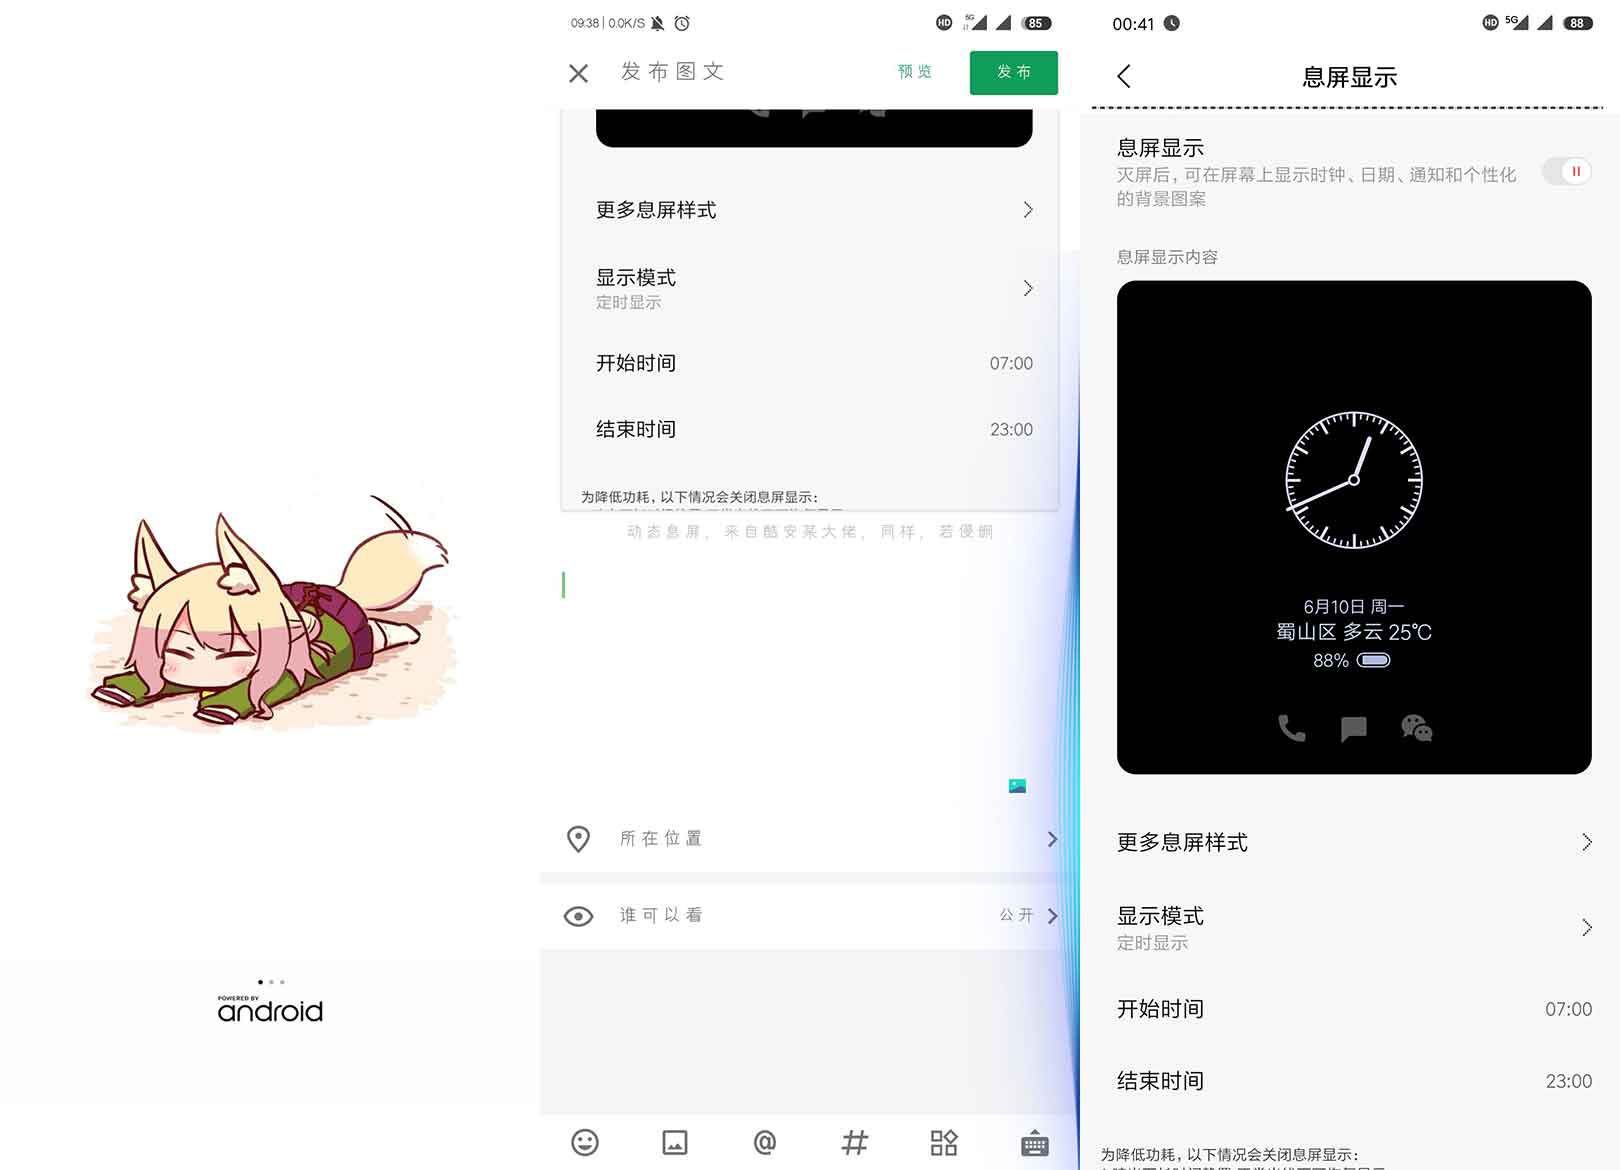 POWERED BY
android
09:38 | 0.0K/S
HD
5G
85
发布图文
预览
发布
更多息屏样式
显示模式
定时显示
开始时间
07:00
结束时间
23:00
为降低功耗，以下情况会关闭息屏显示：
动态息屏，来自酷安某大佬，同样，若侵删
所在位置
谁可以看
公开
@
#
00:41
HD
5G
88
息屏显示
息屏显示
灭屏后，可在屏幕上显示时钟、日期、通知和个性化
的背景图案
息屏显示内容
6月10日 周一
蜀山区 多云 25℃
88%
更多息屏样式
显示模式
定时显示
开始时间
07:00
结束时间
23:00
为降低功耗，以下情况会关闭息屏显示：